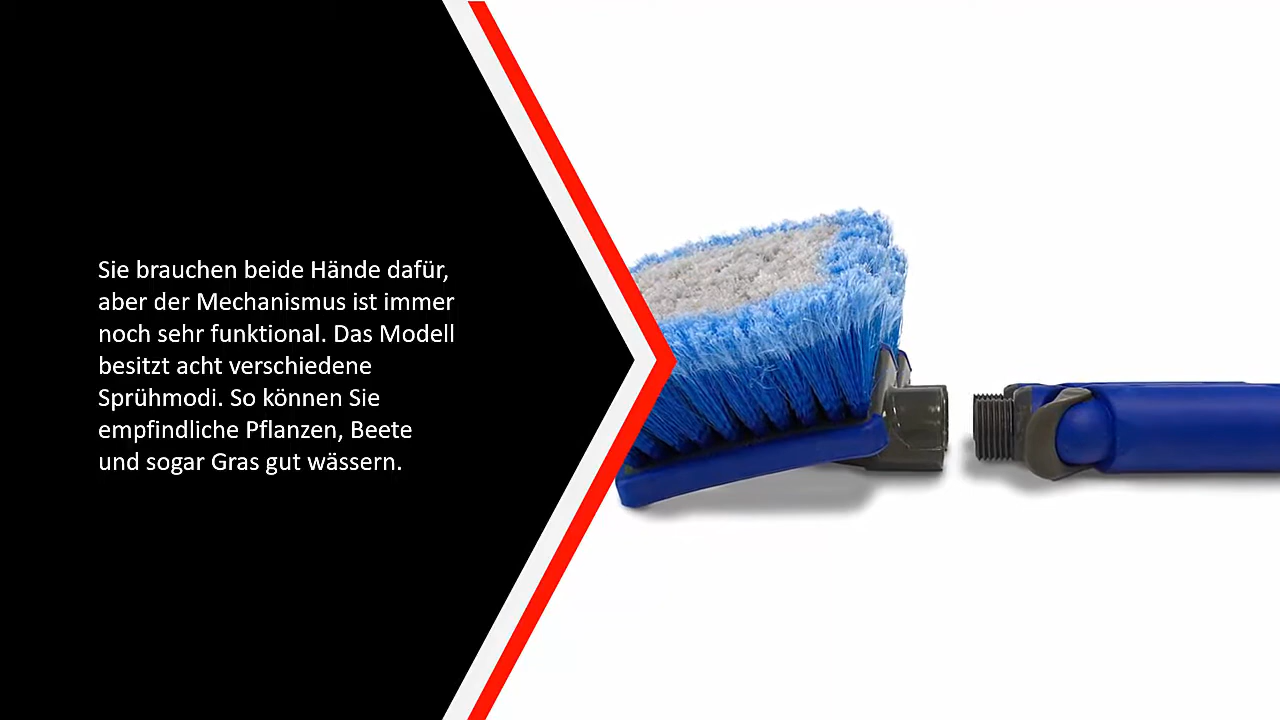 Sie brauchen beide Hände dafür,
aber der Mechanismus ist immer
noch sehr funktional. Das Modell
besitzt acht verschiedene
Sprühmodi. So können Sie
empfindliche Pflanzen, Beete
und sogar Gras gut wässern.